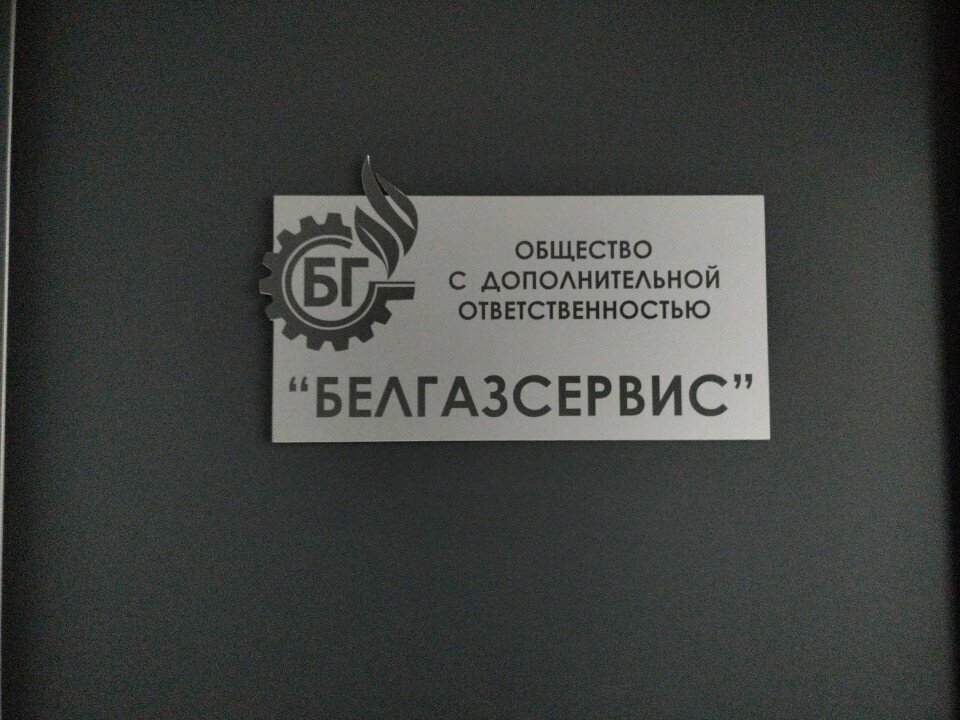 БГ
ОБЩЕСТВО
С ДОПОЛНИТЕЛЬНОЙ
ОТВЕТСТВЕННОСТЬЮ
“БЕЛГАЗСЕРВИС”